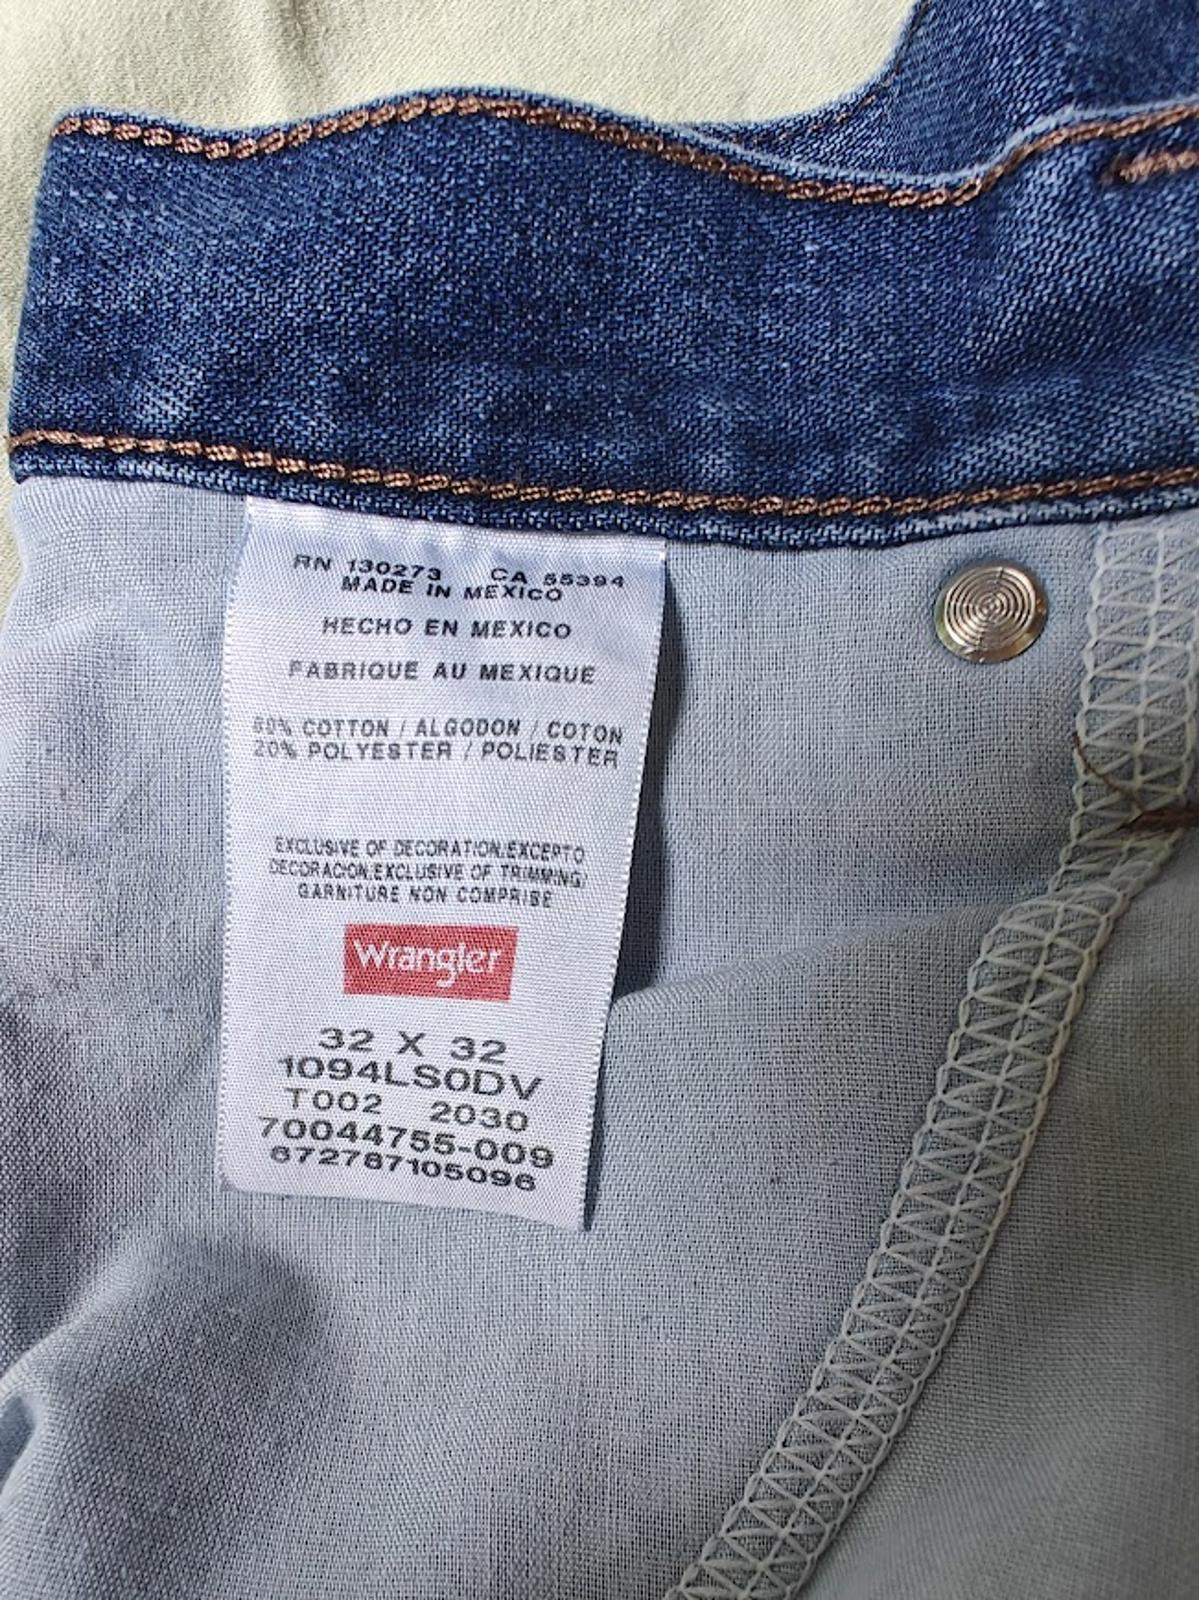 RN 130273 CA 55394
MADE IN MEXICO
HECHO EN MEXICO
FABRIQUE AU MEXIQUE
80% COTTON / ALGODON / COTON
20% POLYESTER / POLIESTER
EXCLUSIVE OF DECORATION,EXCEPTO
DECORACION,EXCLUSIVE OF TRIMMING/
GARNITURE NON COMPRISE
Wrangler
32 X 32
1094LS0DV
T002 2030
70044755-009
672787105096